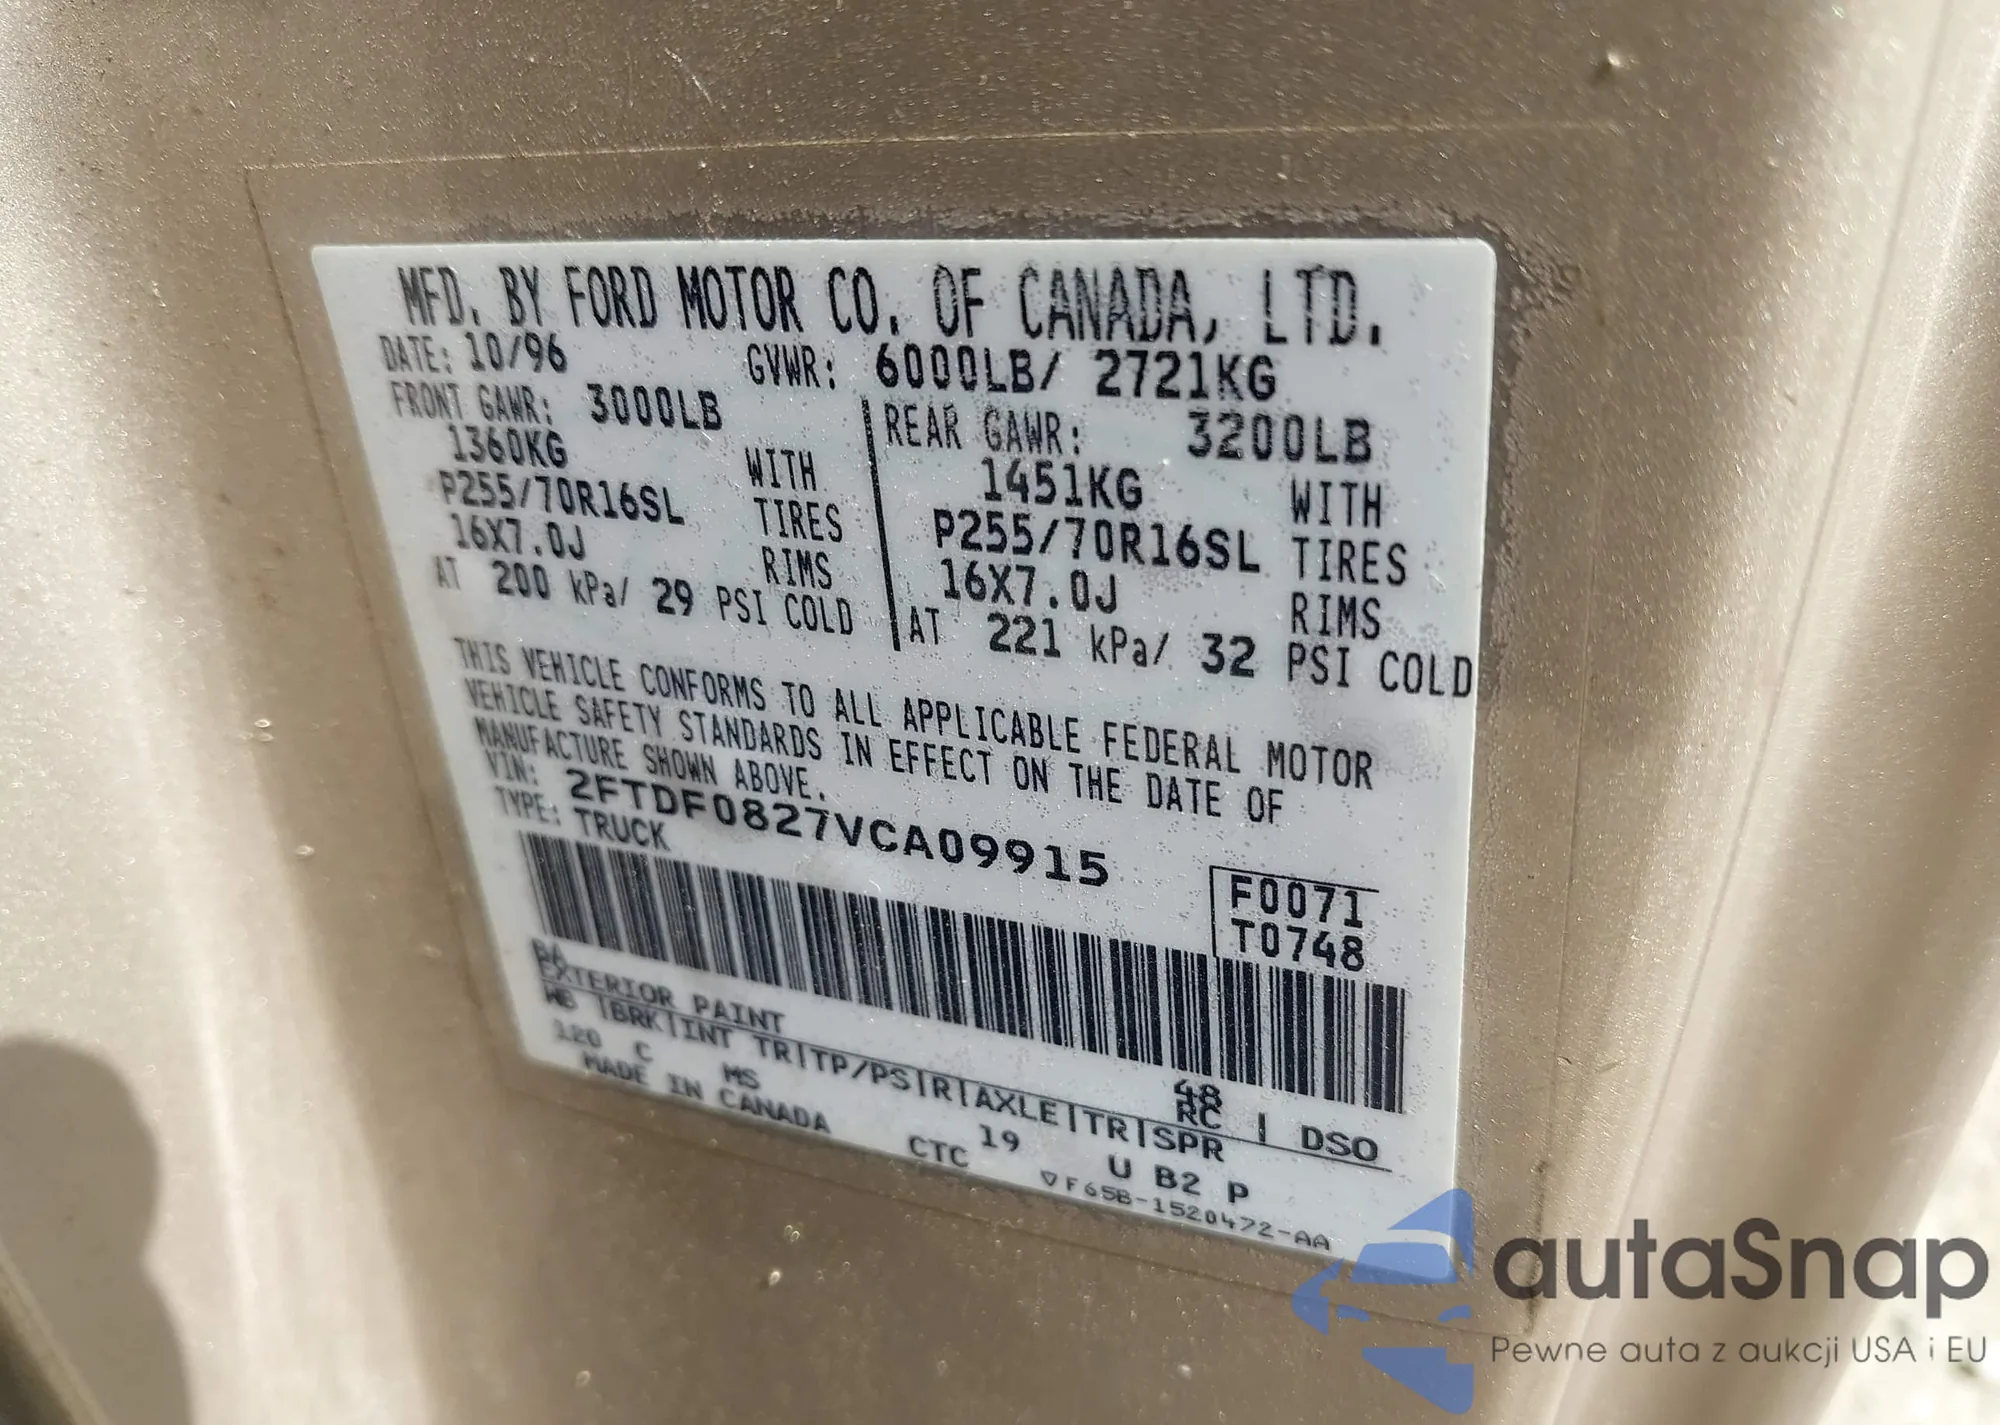 MFD. BY FORD MOTOR CO. OF CANADA, LTD.
DATE: 10/96 GVWR: 6000LB/ 2721KG
FRONT GAWR: 3000LB
1360KG WITH
P255/70R16SL TIRES
16X7.0J RIMS
AT 200 kPa/ 29 PSI COLD
REAR GAWR: 3200LB
1451KG WITH
P255/70R16SL TIRES
16X7.0J RIMS
AT 221 kPa/ 32 PSI COLD
THIS VEHICLE CONFORMS TO ALL APPLICABLE FEDERAL MOTOR
VEHICLE SAFETY STANDARDS IN EFFECT ON THE DATE OF
MANUFACTURE SHOWN ABOVE.
VIN: 2FTDF0827VCA09915
TYPE: TRUCK
F0071
T0748
BA 48
EXTERIOR PAINT RC | DSO
WB |BRK|INT TR|TP/PS|R|AXLE|TR|SPR
120 C MS 19 U B2 P
MADE IN CANADA CTC ▽F65B-1520472-AA
autaSnap
Pewne auta z aukcji USA i EU